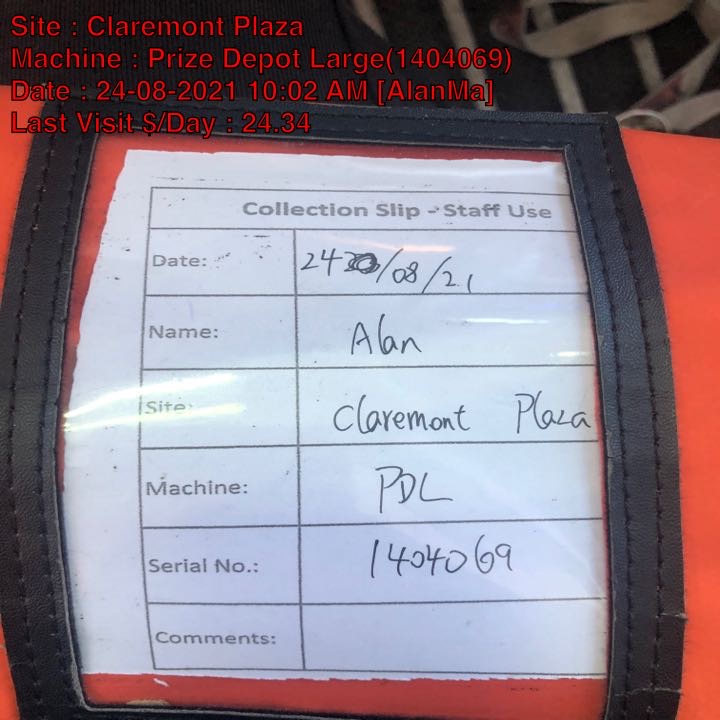 Site : Claremont Plaza
Machine : Prize Depot Large(1404069)
Date : 24-08-2021 10:02 AM [AlanMa]
Last Visit $/Day : 24.34
Collection Slip - Staff Use
Date: 24/08/21
Name: Alan
Site: Claremont Plaza
Machine: PDL
Serial No.: 1404069
Comments: